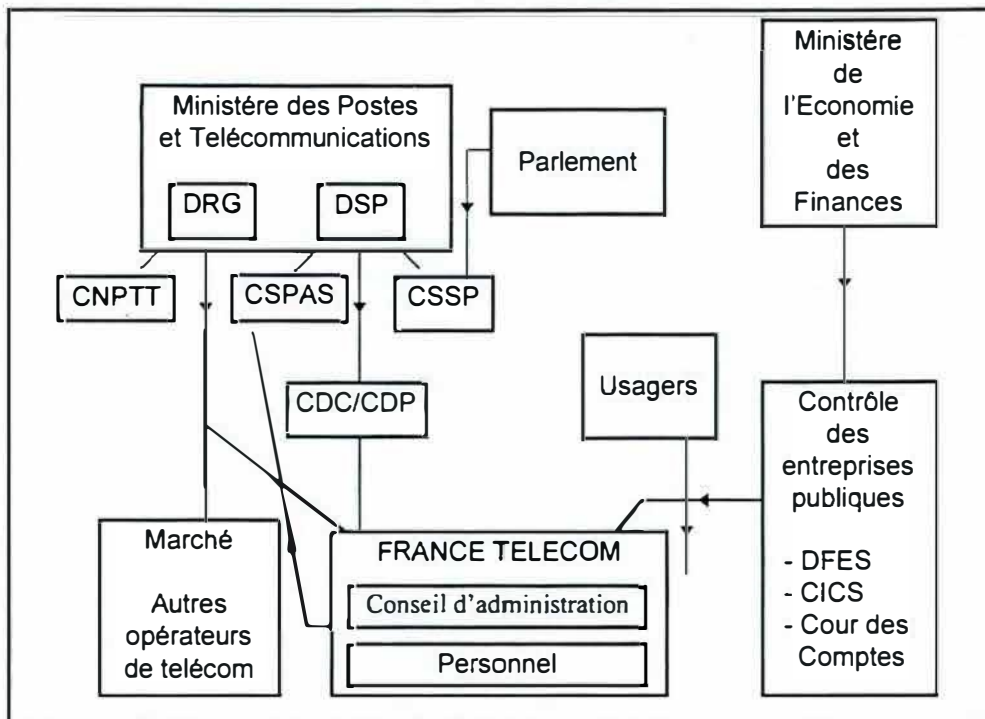 Ministére des Postes
et Telécommunications
DRG
DSP
Parlement
Ministére
de
l'Economie
et
des
Finances
CNPTT
CSPAS
CSSP
CDC/CDP
Usagers
Contrôle
des
entreprises
publiques
- DFES
- CICS
- Cour des
Comptes
Marché
Autres
opérateurs
de telécom
FRANCE TELECOM
Conseil d'administration
Personnel